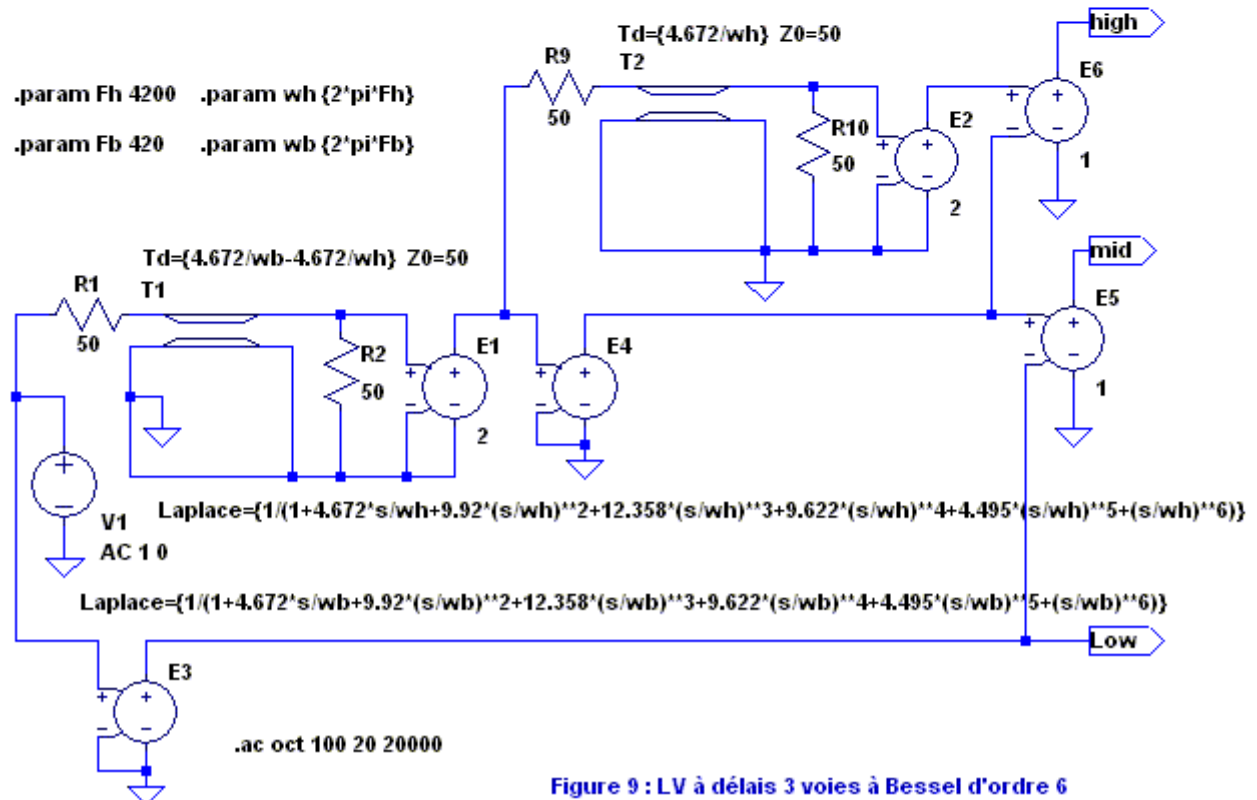 Td={4.672/wh} Z0=50
high
R9
T2
E6
.param Fh 4200 .param wh {2*pi*Fh}
50
R10
50
E2
.param Fb 420 .param wb {2*pi*Fb}
1
2
Td={4.672/wb-4.672/wh} Z0=50
mid
R1
T1
E5
50
R2
50
E1
E4
1
2
V1
AC 1 0
Laplace={1/(1+4.672*s/wh+9.92*(s/wh)**2+12.358*(s/wh)**3+9.622*(s/wh)**4+4.495*(s/wh)**5+(s/wh)**6)}
Laplace={1/(1+4.672*s/wb+9.92*(s/wb)**2+12.358*(s/wb)**3+9.622*(s/wb)**4+4.495*(s/wb)**5+(s/wb)**6)}
Low
E3
.ac oct 100 20 20000
Figure 9 : LV à délais 3 voies à Bessel d'ordre 6